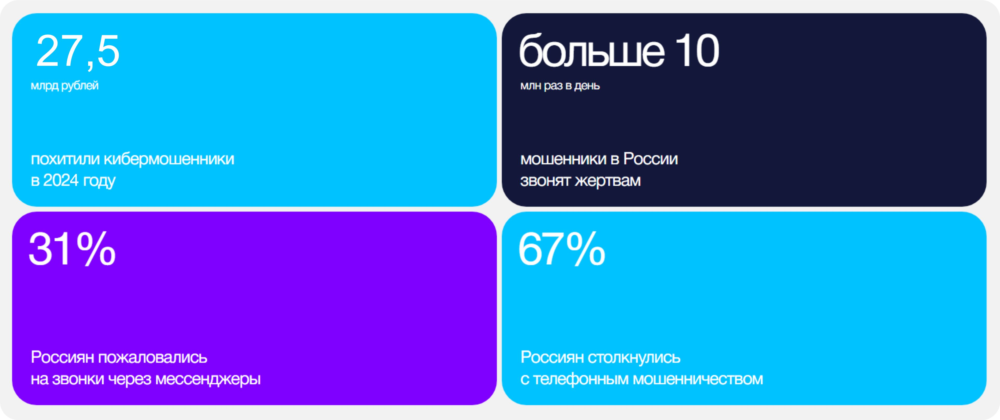 27,5
млрд рублей
похитили кибермошенники
в 2024 году
больше 10
млн раз в день
мошенники в России
звонят жертвам
31%
Россиян пожаловались
на звонки через мессенджеры
67%
Россиян столкнулись
с телефонным мошенничеством